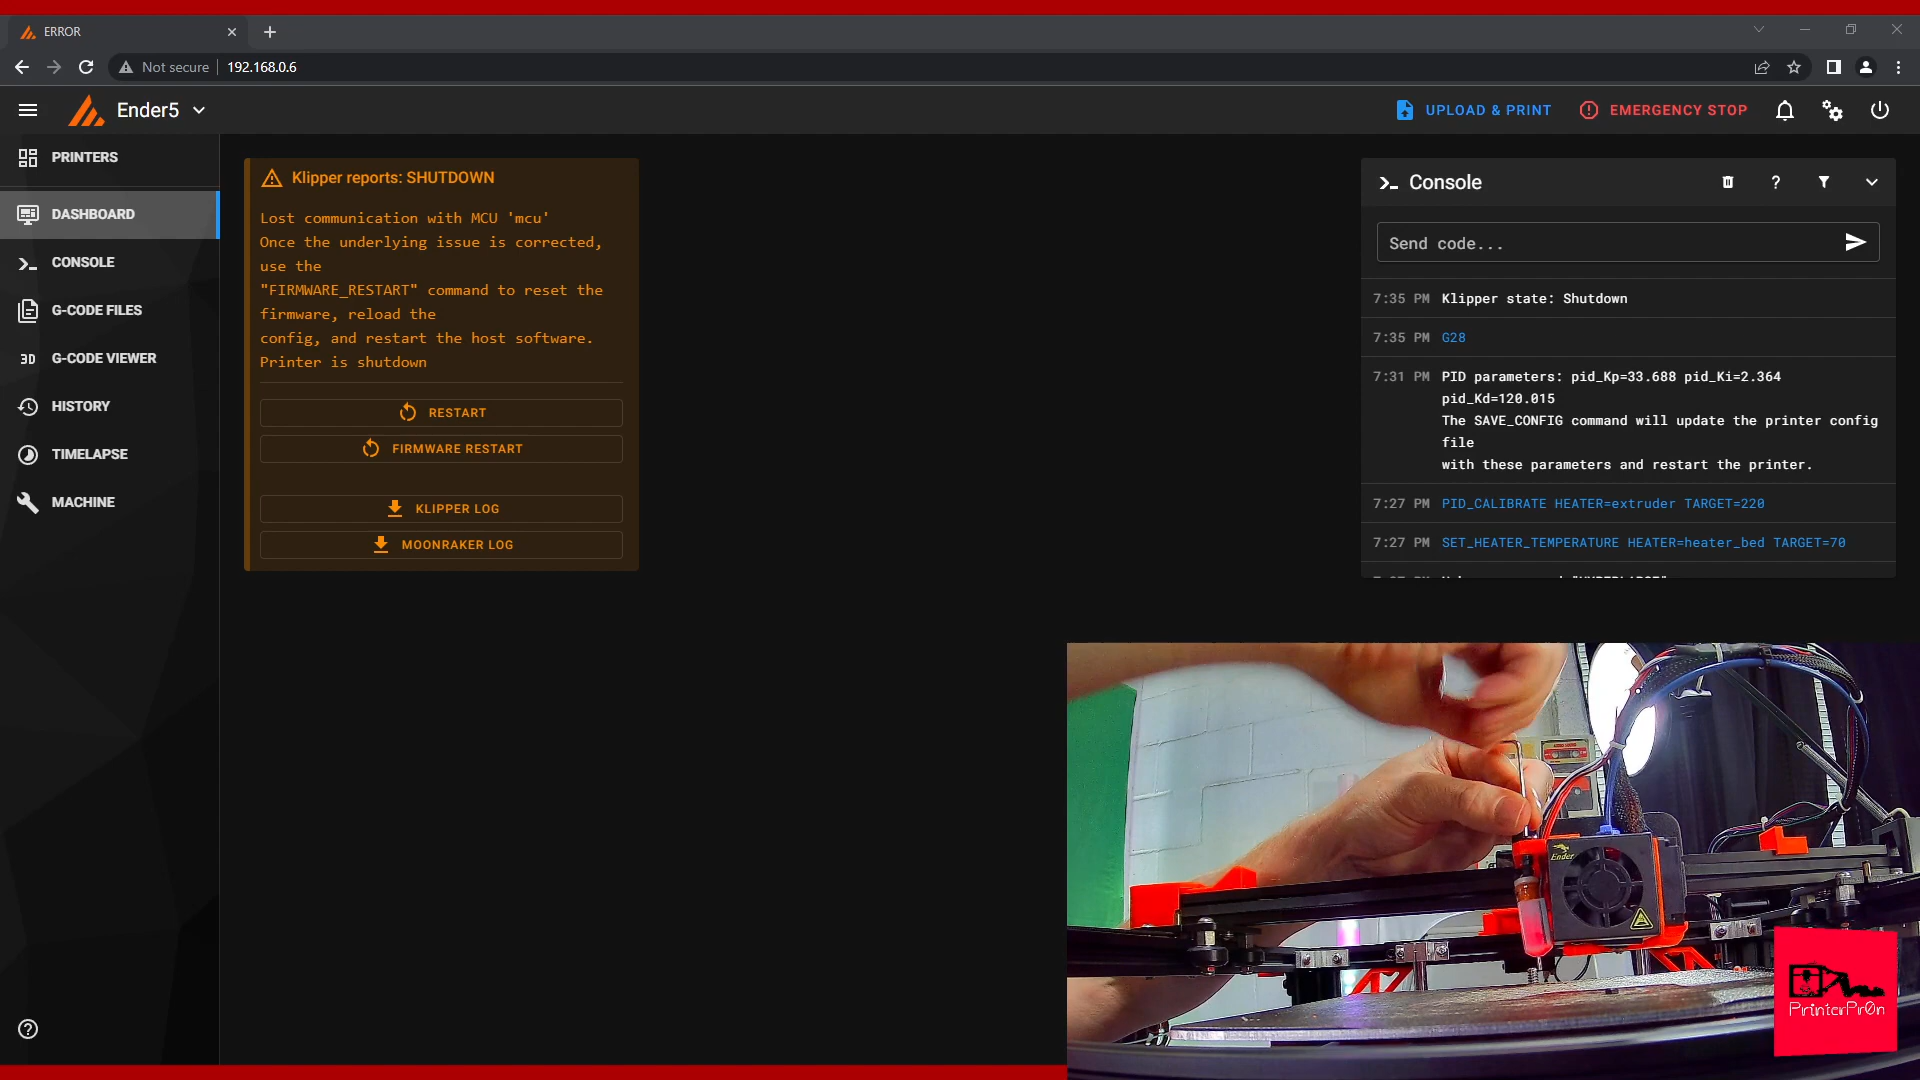 ERROR
Not secure
192.168.0.6
Ender5
UPLOAD & PRINT
EMERGENCY STOP
PRINTERS
DASHBOARD
CONSOLE
G-CODE FILES
3D G-CODE VIEWER
HISTORY
TIMELAPSE
MACHINE
Klipper reports: SHUTDOWN
Lost communication with MCU 'mcu'
Once the underlying issue is corrected,
use the
"FIRMWARE_RESTART" command to reset the
firmware, reload the
config, and restart the host software.
Printer is shutdown
RESTART
FIRMWARE RESTART
KLIPPER LOG
MOONRAKER LOG
Console
Send code...
7:35 PM Klipper state: Shutdown
7:35 PM G28
7:31 PM PID parameters: pid_Kp=33.688 pid_Ki=2.364
pid_Kd=120.015
The SAVE_CONFIG command will update the printer config
file
with these parameters and restart the printer.
7:27 PM PID_CALIBRATE HEATER=extruder TARGET=220
7:27 PM SET_HEATER_TEMPERATURE HEATER=heater_bed TARGET=70
Ender
PrinterPr0n